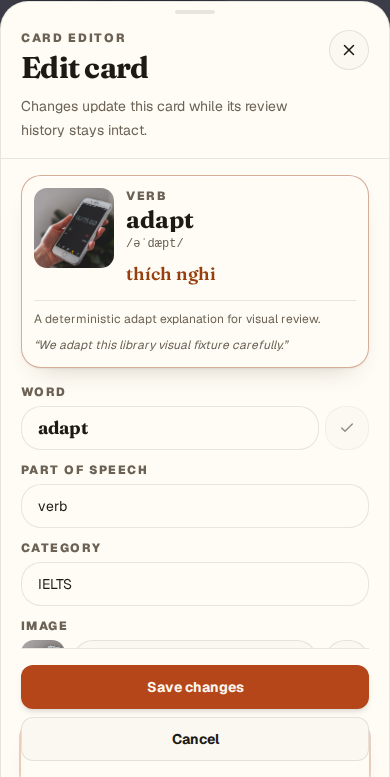 CARD EDITOR
Edit card
Changes update this card while its review
history stays intact.
VERB
adapt
/əˈdæpt/
thích nghi
A deterministic adapt explanation for visual review.
“We adapt this library visual fixture carefully.”
WORD
adapt
PART OF SPEECH
verb
CATEGORY
IELTS
IMAGE
Save changes
Cancel